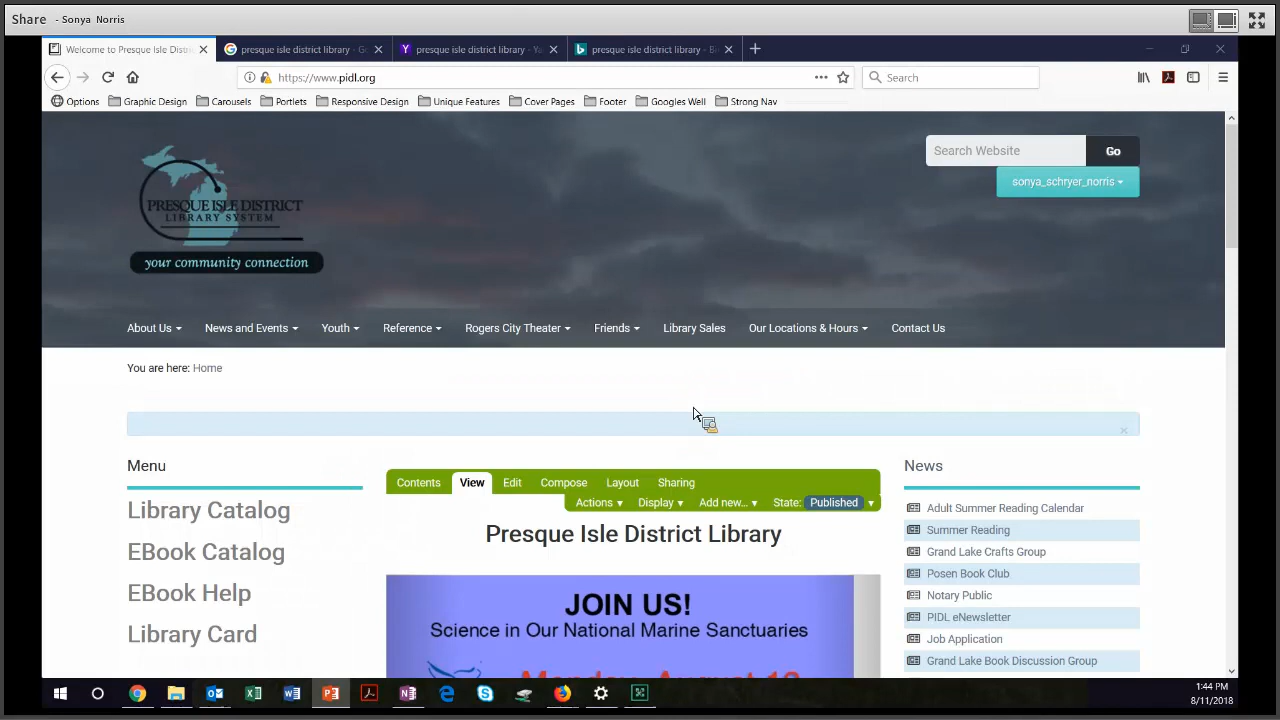 Share - Sonya Norris
Welcome to Presque Isle Distri
presque isle district library - G
presque isle district library - Ya
presque isle district library - B
https://www.pidl.org
Search
Options
Graphic Design
Carousels
Portlets
Responsive Design
Unique Features
Cover Pages
Footer
Googles Well
Strong Nav
Search Website
Go
sonya_schryer_norris
PRESQUE ISLE DISTRICT
LIBRARY SYSTEM
your community connection
About Us
News and Events
Youth
Reference
Rogers City Theater
Friends
Library Sales
Our Locations & Hours
Contact Us
You are here: Home
Menu
Library Catalog
EBook Catalog
EBook Help
Library Card
Contents
View
Edit
Compose
Layout
Sharing
Actions
Display
Add new...
State: Published
Presque Isle District Library
JOIN US!
Science in Our National Marine Sanctuaries
News
Adult Summer Reading Calendar
Summer Reading
Grand Lake Crafts Group
Posen Book Club
Notary Public
PIDL eNewsletter
Job Application
Grand Lake Book Discussion Group
1:44 PM
8/11/2018